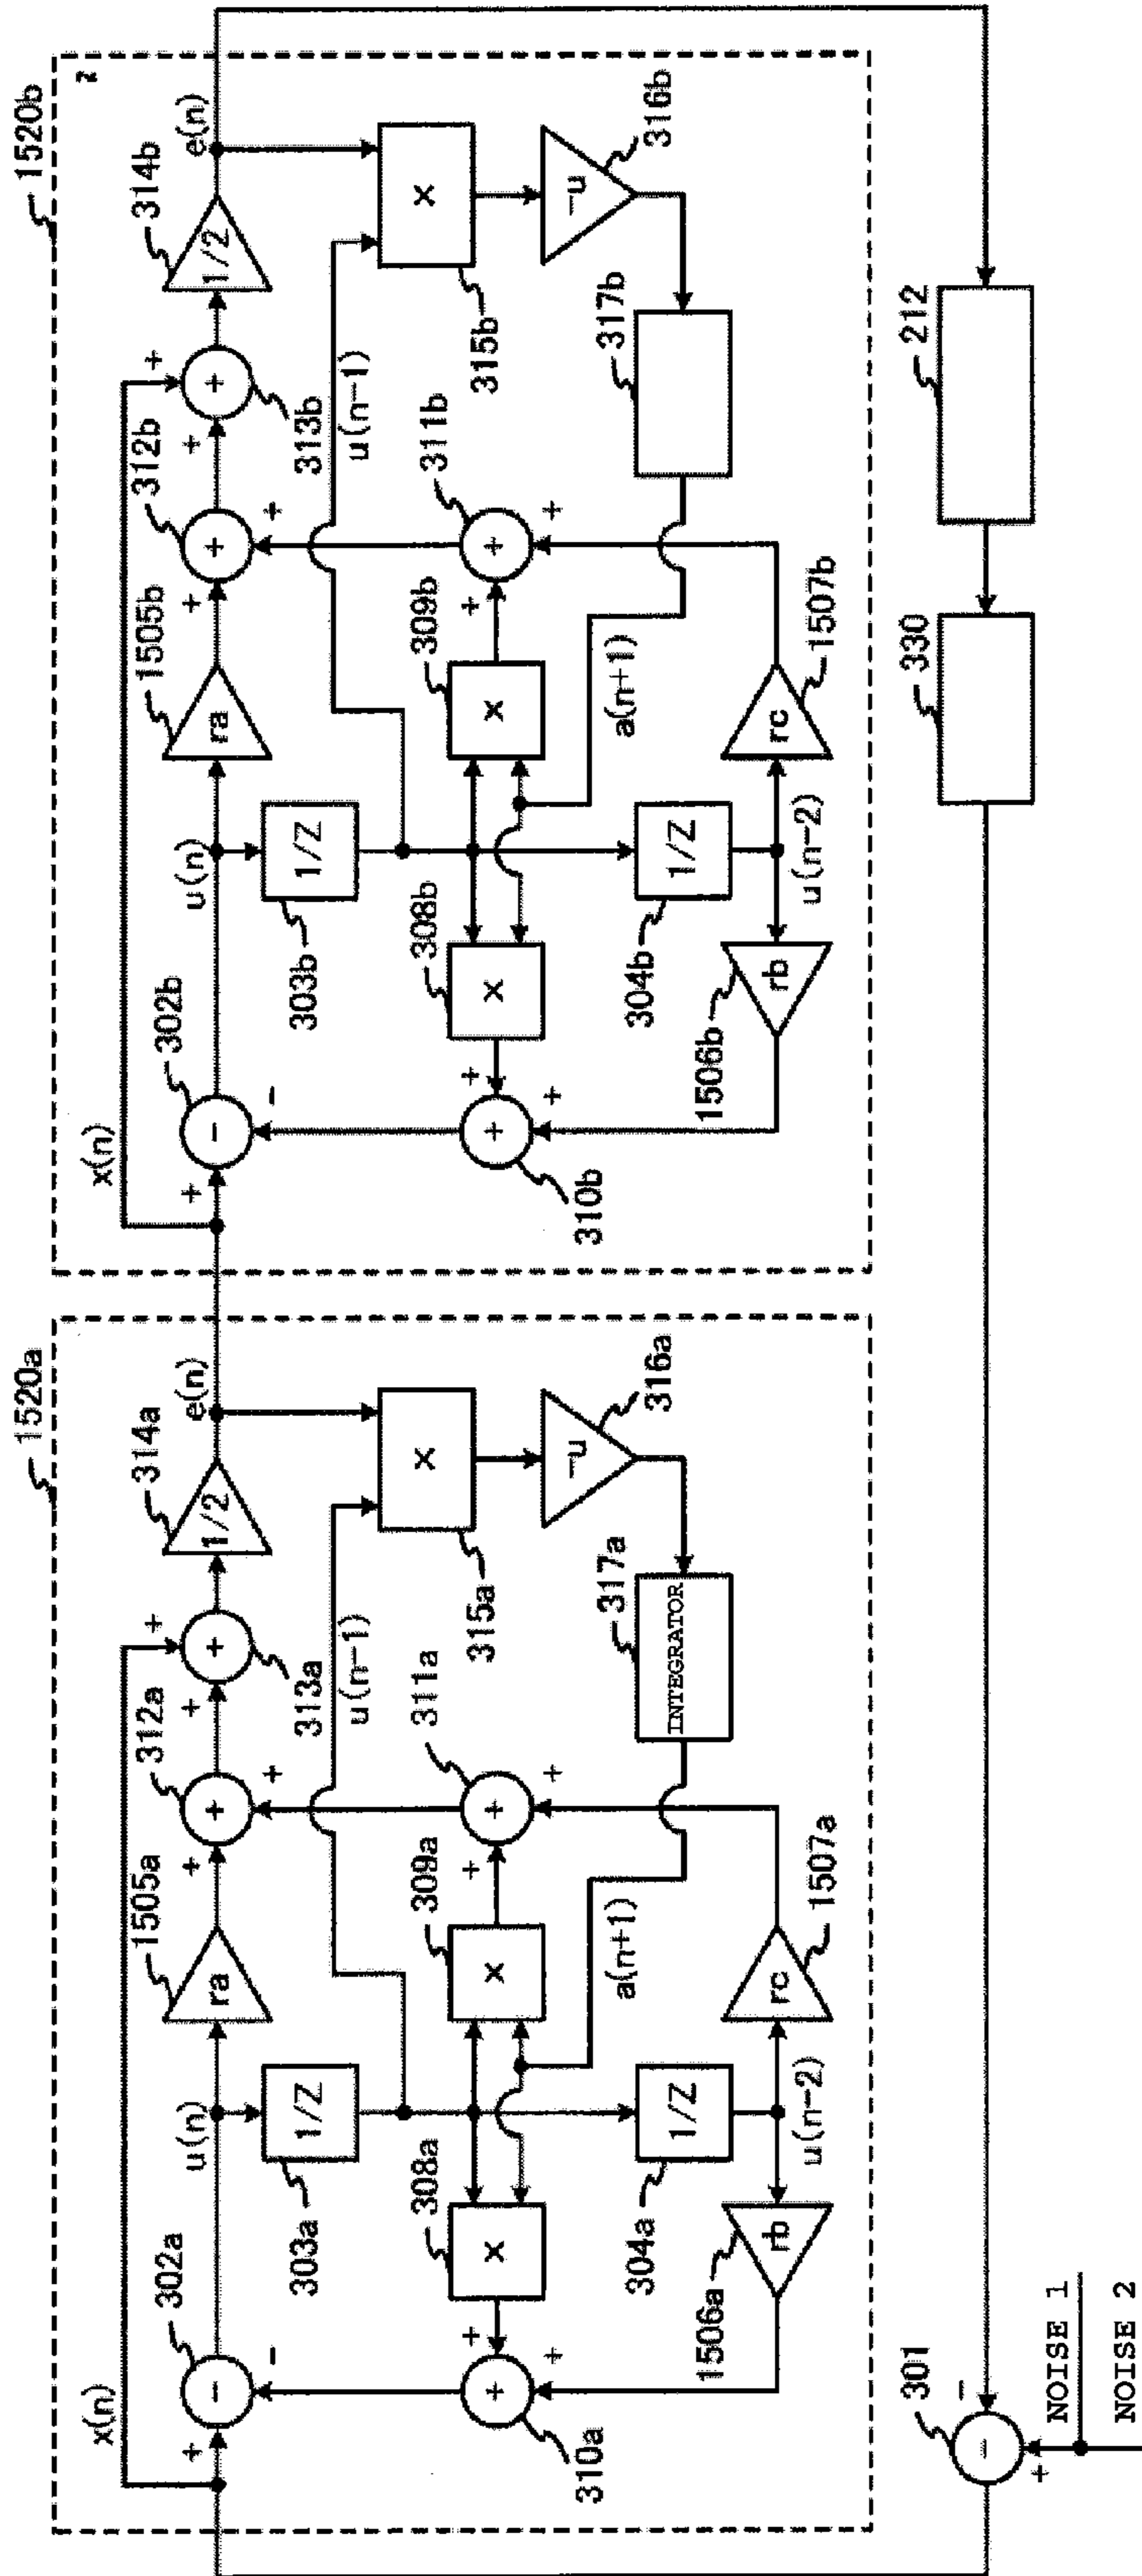 1520a
x(n)
302a
+
-
-
u(n)
1505a
ra
312a
+
+
+
+
+
+
313a
314a
1/2
e(n)
303a
1/Z
u(n-1)
x
315a
308a
x
309a
x
311a
+
+
+
310a
+
+
+
-u
316a
a(n+1)
INTEGRATOR
317a
304a
1/Z
u(n-2)
1506a
rb
rc
1507a
1520b
x(n)
302b
+
-
-
u(n)
1505b
ra
312b
+
+
+
+
+
+
313b
314b
1/2
e(n)
303b
1/Z
u(n-1)
x
315b
308b
x
309b
x
311b
+
+
+
310b
+
+
+
-u
316b
a(n+1)
317b
304b
1/Z
u(n-2)
1506b
rb
rc
1507b
301
-
-
+
NOISE 1
NOISE 2
330
212